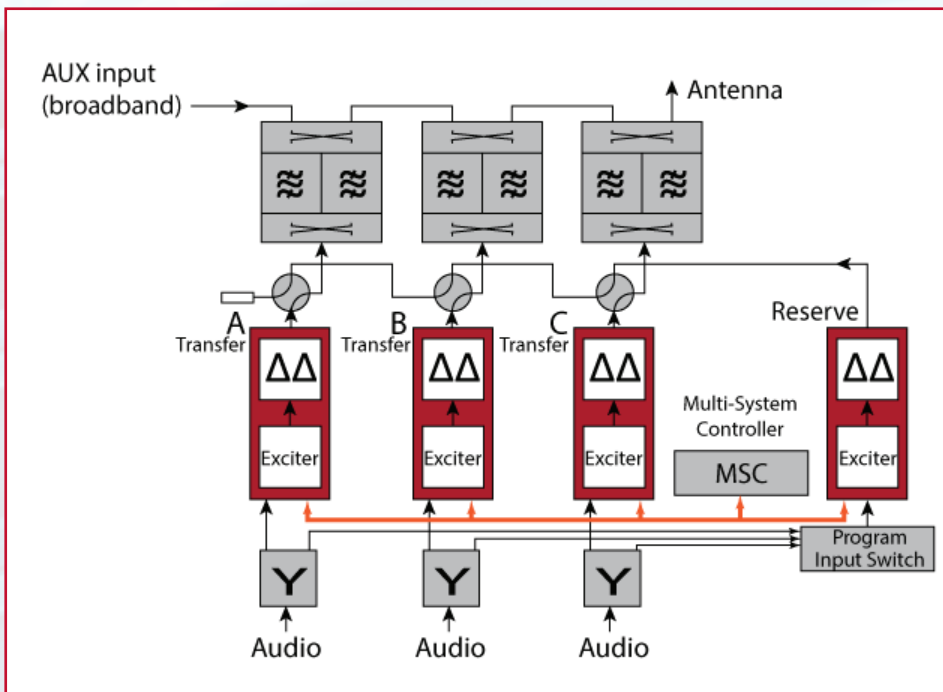 AUX input
(broadband)
Antenna
A
Transfer
B
Transfer
C
Transfer
Reserve
ΔΔ
ΔΔ
ΔΔ
ΔΔ
Multi-System
Controller
Exciter
Exciter
Exciter
MSC
Exciter
Program
Input Switch
Y
Y
Y
Audio
Audio
Audio